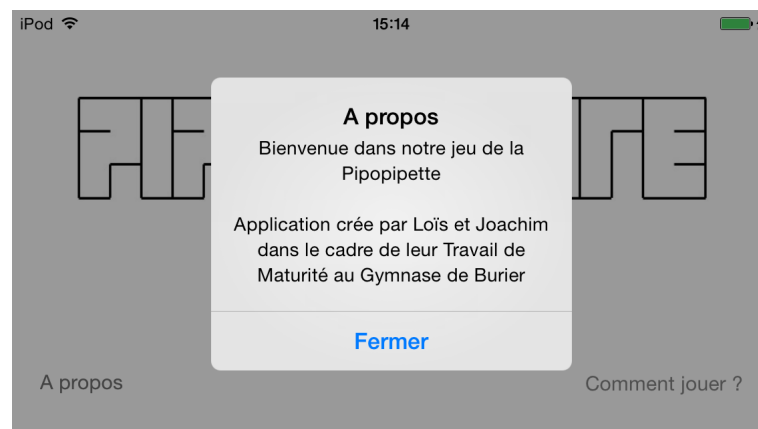 iPod 15:14
A propos
Bienvenue dans notre jeu de la
Pipopipette
Application crée par Loïs et Joachim
dans le cadre de leur Travail de
Maturité au Gymnase de Burier
Fermer
A propos
Comment jouer ?